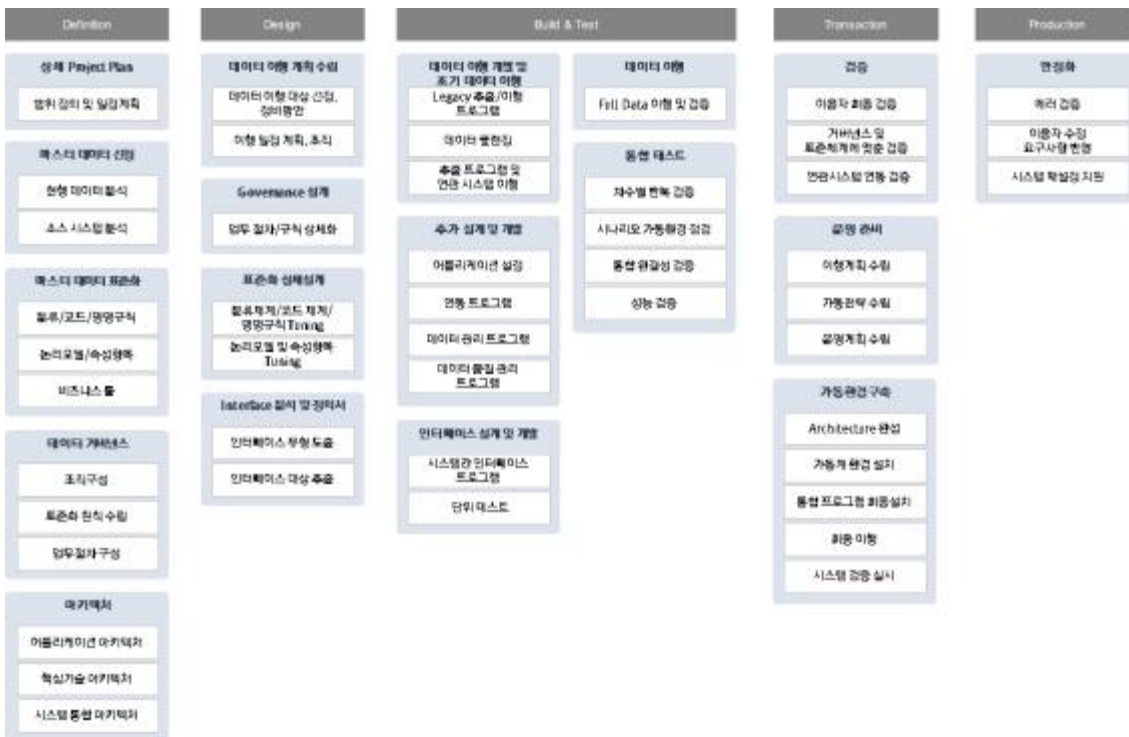 Definition
상세 Project Plan
범위 정의 및 일정계획
마스터 데이터 선정
현행 데이터 분석
소스 시스템 분석
마스터 데이터 표준화
분류/코드/명명규칙
논리모델/속성항목
비즈니스 룰
데이터 거버넌스
조직구성
표준화 원칙 수립
업무절차 구성
아키텍처
어플리케이션 아키텍처
핵심기술 아키텍처
시스템 통합 아키텍처
Design
데이터 이행 계획 수립
데이터 이행 대상 선정,
정비방안
이행 일정 계획, 조직
Governance 설계
업무 절차/규칙 상세화
표준화 상세설계
분류체계/코드 체계/
명명규칙 Tuning
논리모델 및 속성항목
Tuning
Interface 분석 및 정의서
인터페이스 유형 도출
인터페이스 대상 추출
Build & Test
데이터 이행 개발 및
초기 데이터 이행
Legacy 추출/이행
프로그램
데이터 클렌징
추출 프로그램 및
연관 시스템 이행
추가 설계 및 개발
어플리케이션 설정
연동 프로그램
데이터 관리 프로그램
데이터 품질 관리
프로그램
인터페이스 설계 및 개발
시스템간 인터페이스
프로그램
단위 테스트
데이터 이행
Full Data 이행 및 검증
통합 테스트
차수별 반복 검증
시나리오 가동환경 점검
통합 완결성 검증
성능 검증
Transaction
검증
이용자 최종 검증
거버넌스 및
표준체계에 맞춘 검증
연관시스템 연동 검증
운영 준비
이행계획 수립
가동전략 수립
운영계획 수립
가동환경 구축
Architecture 완성
가동계 환경 설치
통합 프로그램 최종설치
최종 이행
시스템 검증 실시
Production
안정화
에러 검증
이용자 수정
요구사항 반영
시스템 확장 지원